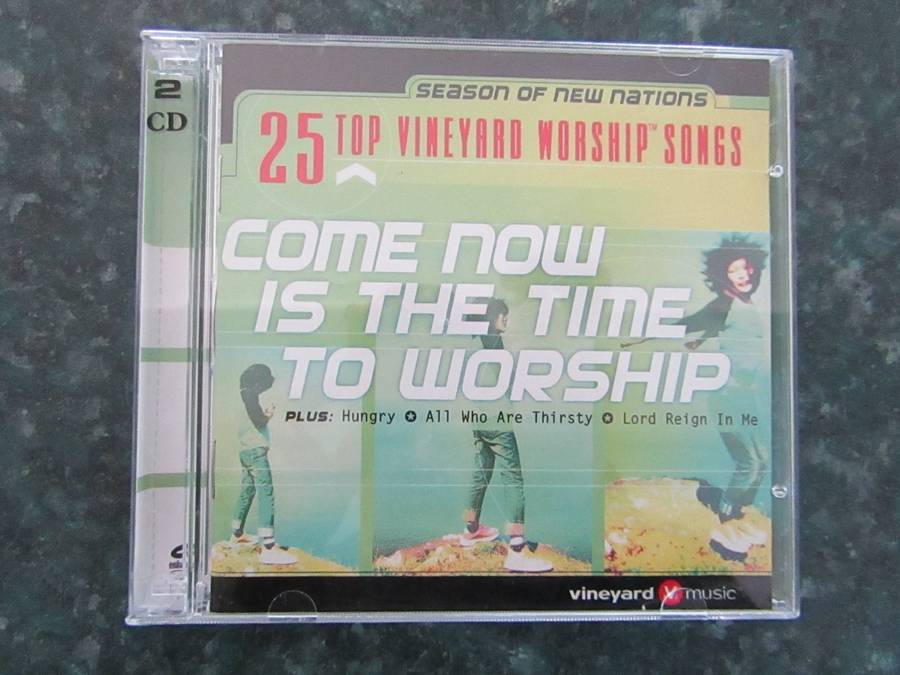 2
CD
SEASON OF NEW NATIONS
25 TOP VINEYARD WORSHIP™ SONGS
COME NOW
IS THE TIME
TO WORSHIP
PLUS: Hungry ✪ All Who Are Thirsty ✪ Lord Reign In Me
vineyard V music